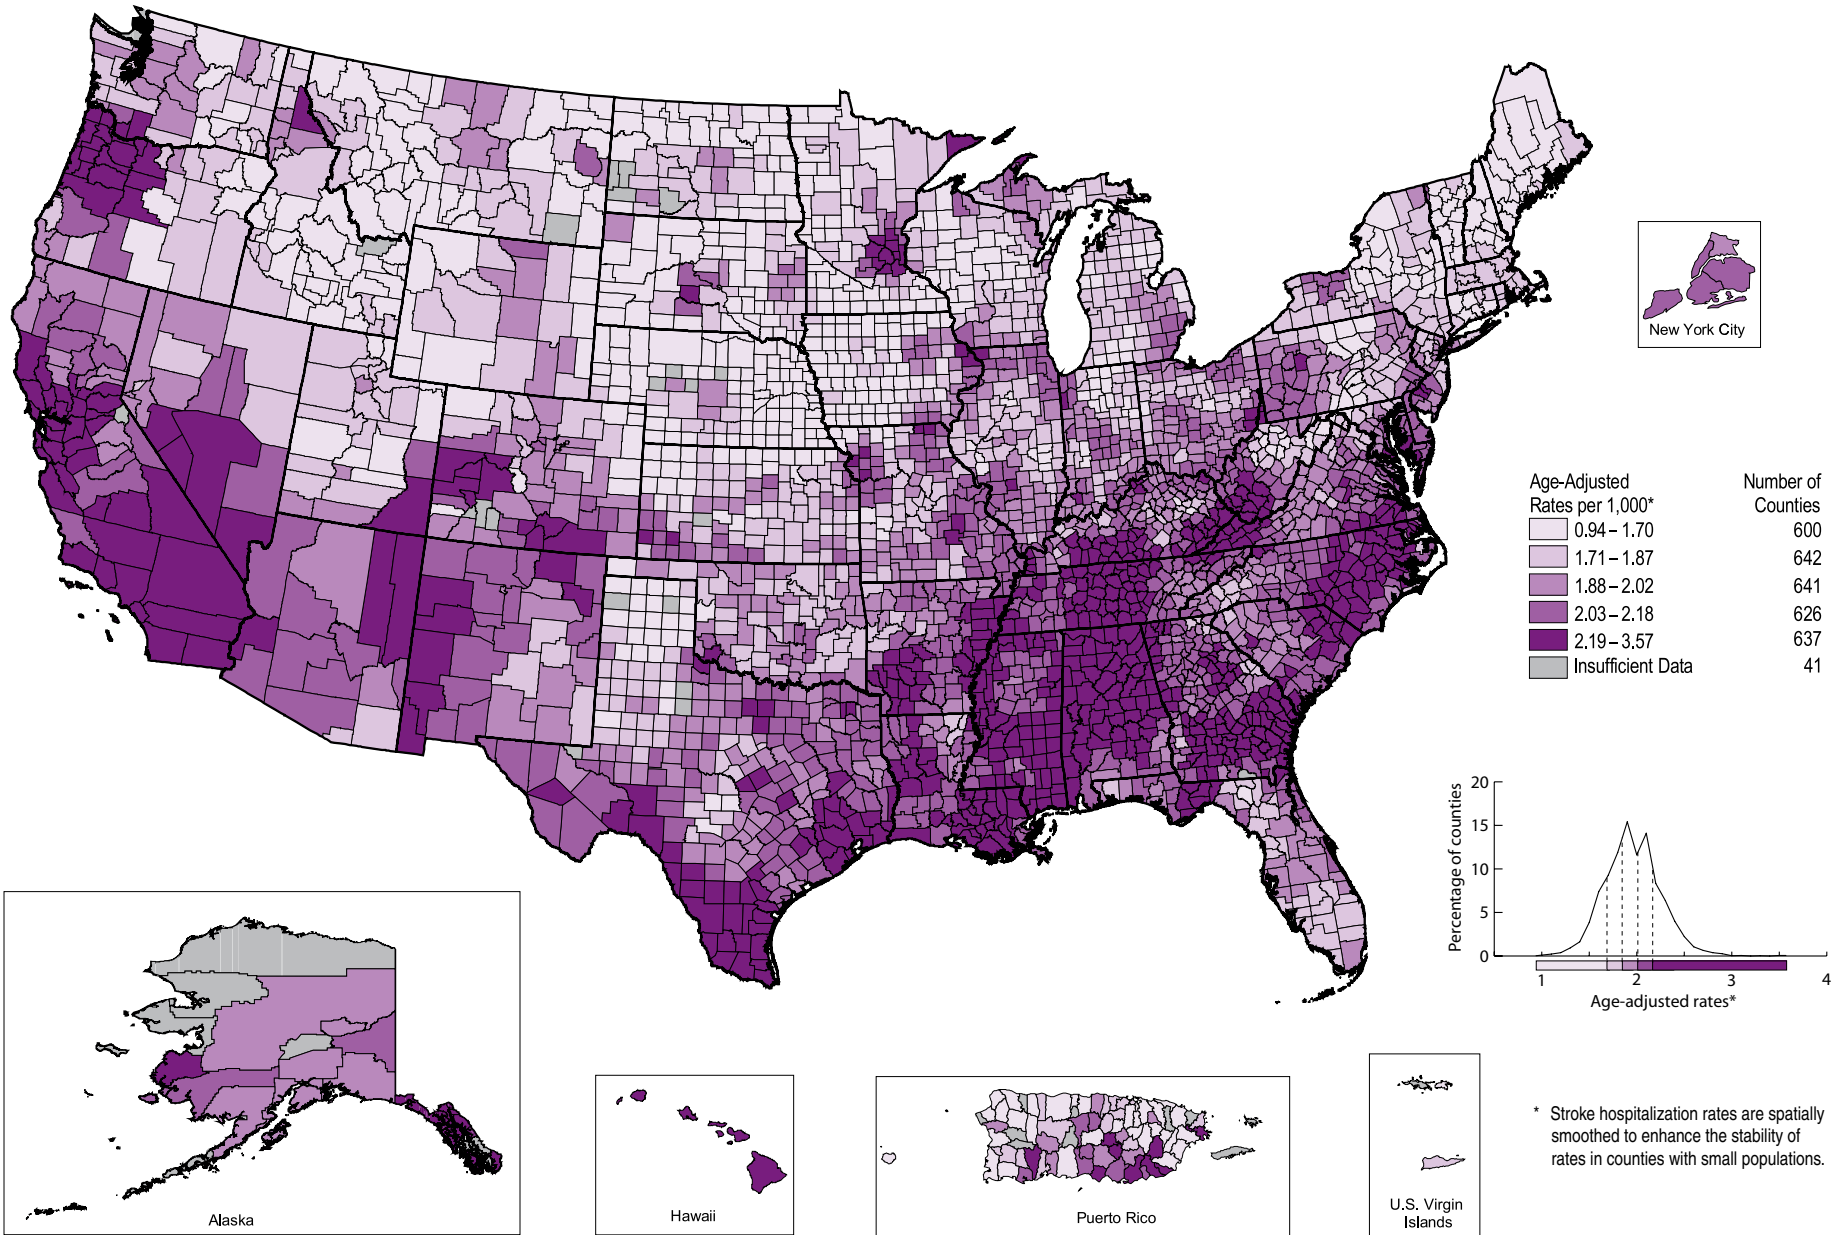 New York City
Age-Adjusted Number of
Rates per 1,000* Counties
0.94 – 1.70 600
1.71 – 1.87 642
1.88 – 2.02 641
2.03 – 2.18 626
2.19 – 3.57 637
Insufficient Data 41
Percentage of counties
20
15
10
5
0
1 2 3 4
Age-adjusted rates*
Alaska
Hawaii
Puerto Rico
U.S. Virgin
Islands
* Stroke hospitalization rates are spatially
smoothed to enhance the stability of
rates in counties with small populations.